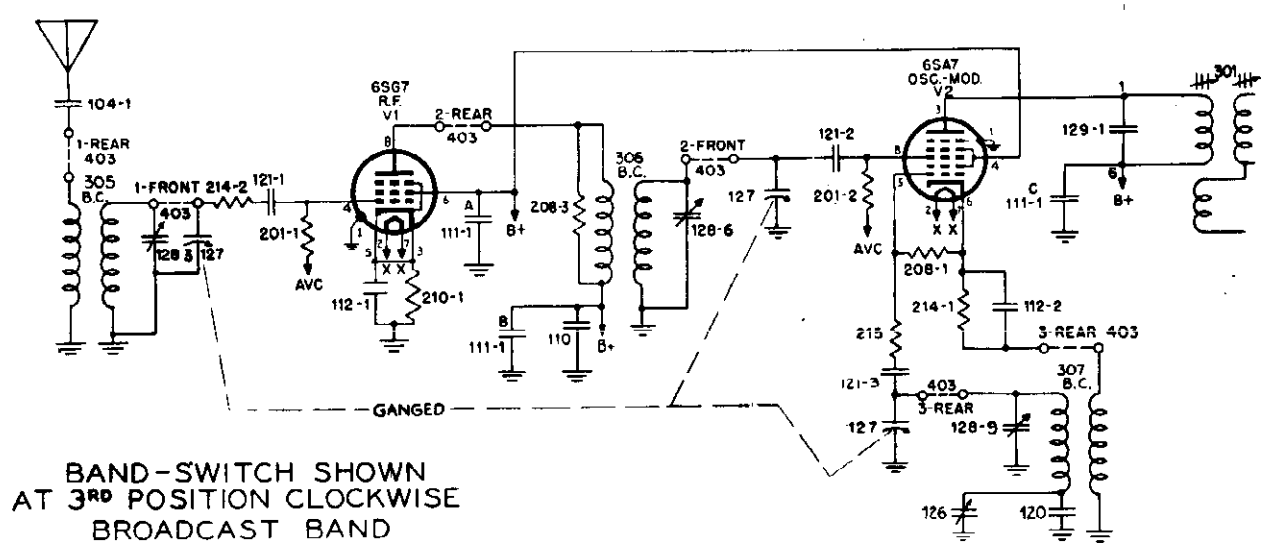 104-1
1-REAR
403
305
B.C.
1-FRONT
403
214-2
121-1
128-3
127
201-1
AVC
6SG7
R.F.
V1
8
4
1
5
2
7
3
6
X X
112-1
210-1
A
111-1
B+
2-REAR
403
208-3
B
111-1
110
B+
306
B.C.
2-FRONT
403
128-6
127
121-2
201-2
AVC
6SA7
OSC.-MOD.
V2
3
8
5
1
4
2
6
X X
208-1
214-1
112-2
215
121-3
403
3-REAR
3-REAR 403
307
B.C.
127
128-9
126
120
1
129-1
6
B+
C
111-1
301
GANGED
BAND-SWITCH SHOWN
AT 3RD POSITION CLOCKWISE
BROADCAST BAND